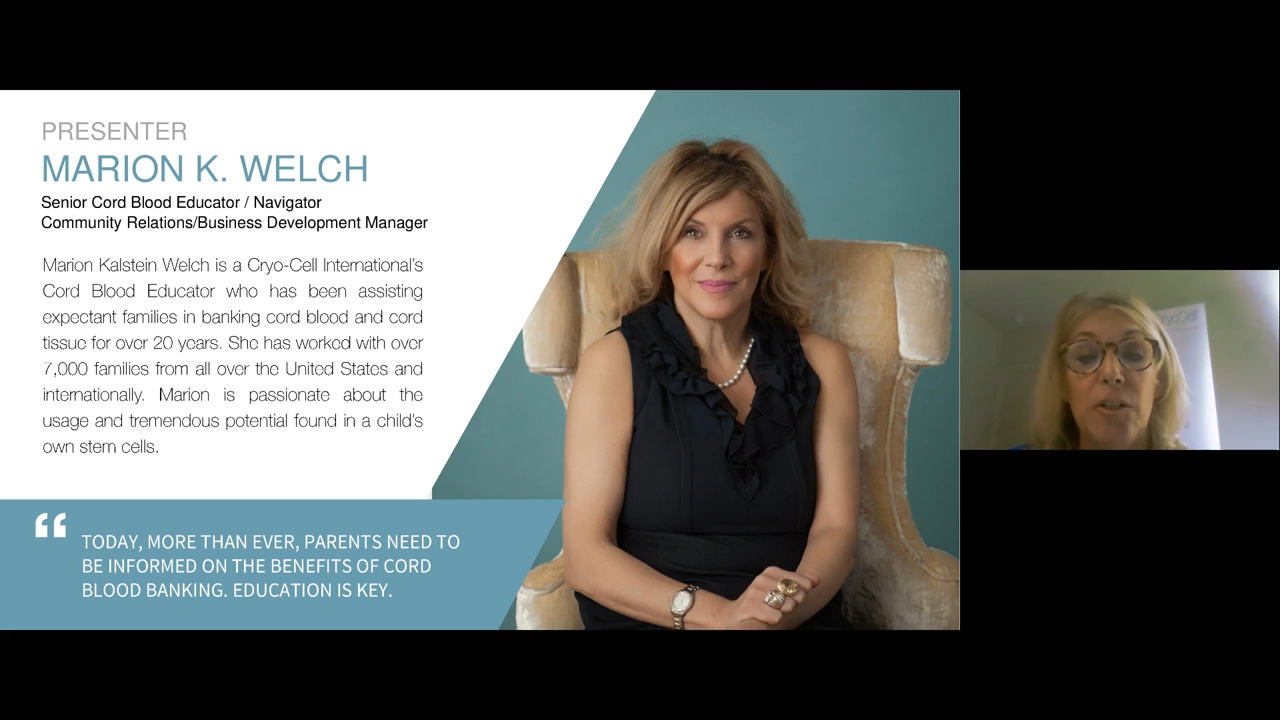 PRESENTER
MARION K. WELCH
Senior Cord Blood Educator / Navigator
Community Relations/Business Development Manager
Marion Kalstein Welch is a Cryo-Cell International's
Cord Blood Educator who has been assisting
expectant families in banking cord blood and cord
tissue for over 20 years. She has worked with over
7,000 families from all over the United States and
internationally. Marion is passionate about the
usage and tremendous potential found in a child's
own stem cells.
“ TODAY, MORE THAN EVER, PARENTS NEED TO
BE INFORMED ON THE BENEFITS OF CORD
BLOOD BANKING. EDUCATION IS KEY.